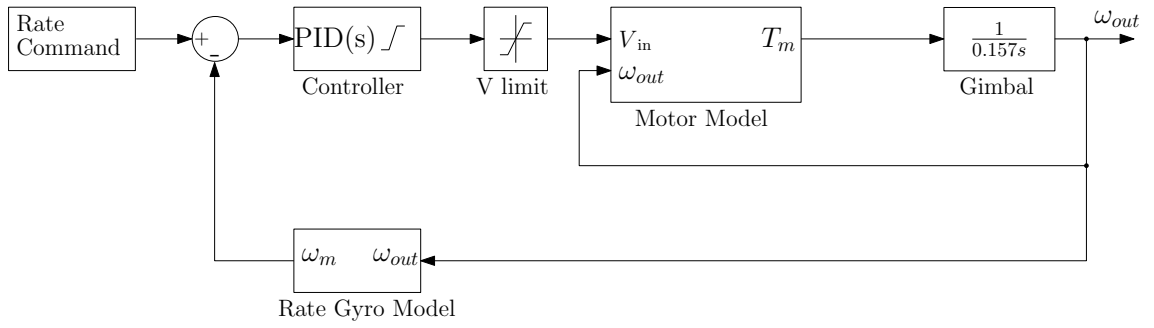 Rate
Command
+
-
PID(s)
Controller
V limit
V_in
ω_out
T_m
Motor Model
1
0.157s
Gimbal
ω_out
ω_m
ω_out
Rate Gyro Model